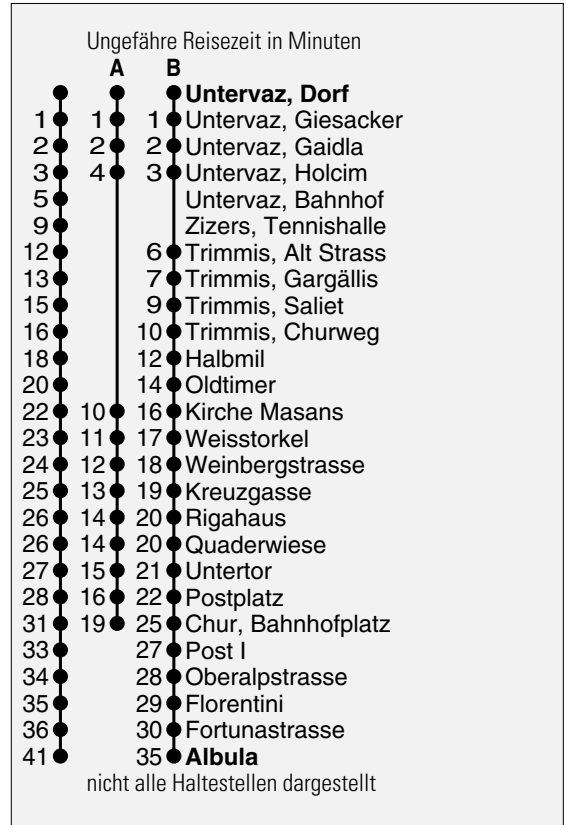 Ungefähre Reisezeit in Minuten
A B
Untervaz, Dorf
1 1 1 Untervaz, Giesacker
2 2 2 Untervaz, Gaidla
3 4 3 Untervaz, Holcim
5 Untervaz, Bahnhof
9 Zizers, Tennishalle
12 6 Trimmis, Alt Strass
13 7 Trimmis, Gargällis
15 9 Trimmis, Saliet
16 10 Trimmis, Churweg
18 12 Halbmil
20 14 Oldtimer
22 10 16 Kirche Masans
23 11 17 Weisstorkel
24 12 18 Weinbergstrasse
25 13 19 Kreuzgasse
26 14 20 Rigahaus
26 14 20 Quaderwiese
27 15 21 Untertor
28 16 22 Postplatz
31 19 25 Chur, Bahnhofplatz
33 27 Post I
34 28 Oberalpstrasse
35 29 Florentini
36 30 Fortunastrasse
41 35 Albula
nicht alle Haltestellen dargestellt